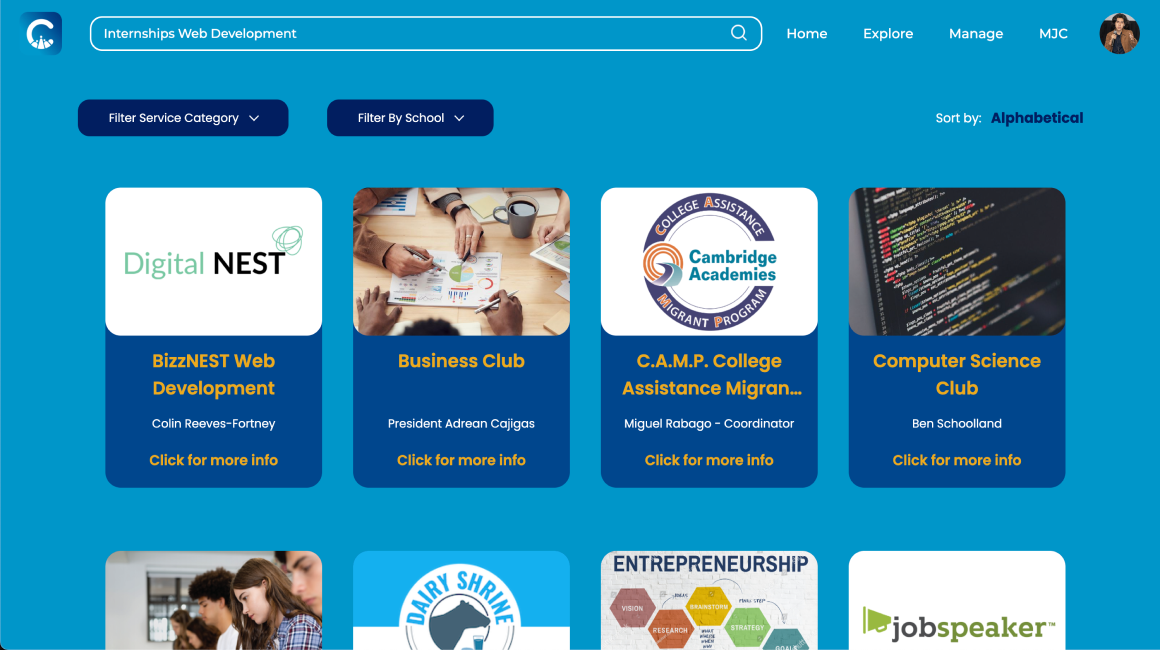 Internships Web Development
Home
Explore
Manage
MJC
Filter Service Category
Filter By School
Sort by: Alphabetical
Digital NEST
COLLEGE ASSISTANCE
Cambridge
Academies
MIGRANT PROGRAM
BizzNEST Web
Development
Business Club
C.A.M.P. College
Assistance Migran...
Computer Science
Club
Colin Reeves-Fortney
President Adrean Cajigas
Miguel Rabago - Coordinator
Ben Schoolland
Click for more info
Click for more info
Click for more info
Click for more info
DAIRY SHRINE
ENTREPRENEURSHIP
VISION
BRAINSTORM
RESEARCH
STRATEGY
GOALS
FINAL STEP
jobspeaker™